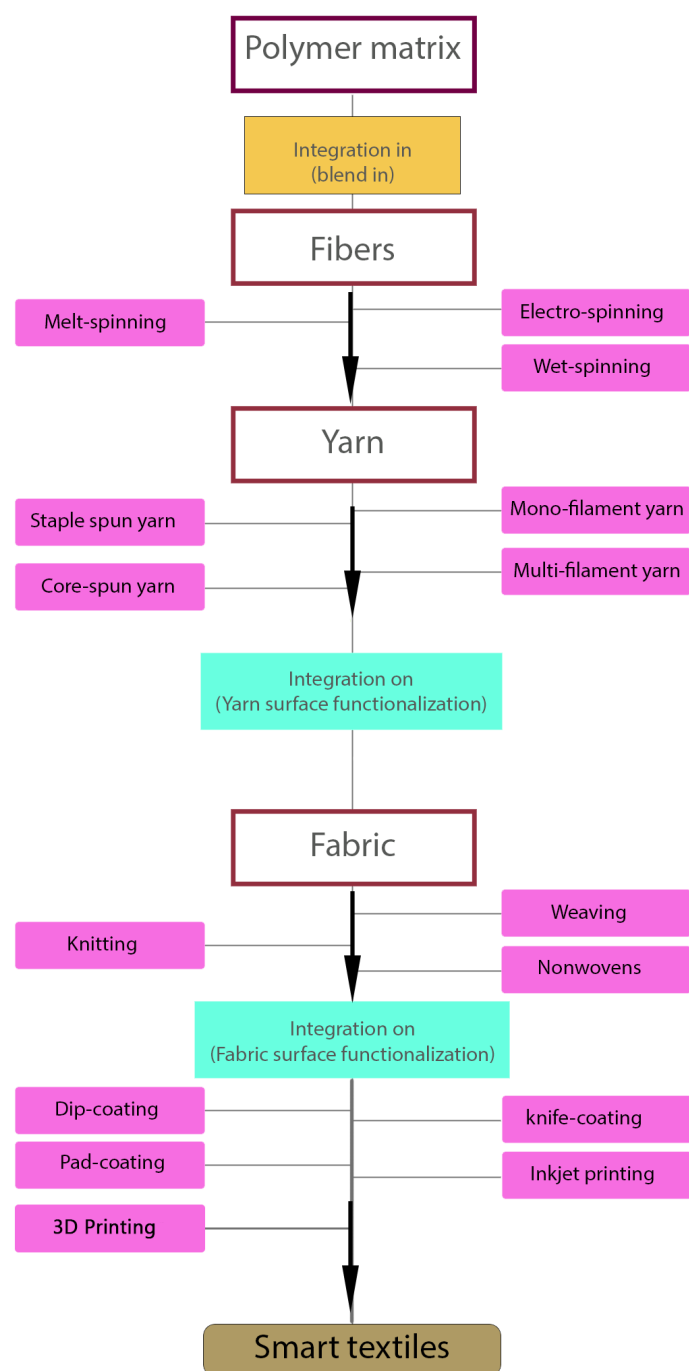 Polymer matrix
Integration in
(blend in)
Fibers
Melt-spinning
Electro-spinning
Wet-spinning
Yarn
Staple spun yarn
Mono-filament yarn
Core-spun yarn
Multi-filament yarn
Integration on
(Yarn surface functionalization)
Fabric
Knitting
Weaving
Nonwovens
Integration on
(Fabric surface functionalization)
Dip-coating
knife-coating
Pad-coating
Inkjet printing
3D Printing
Smart textiles